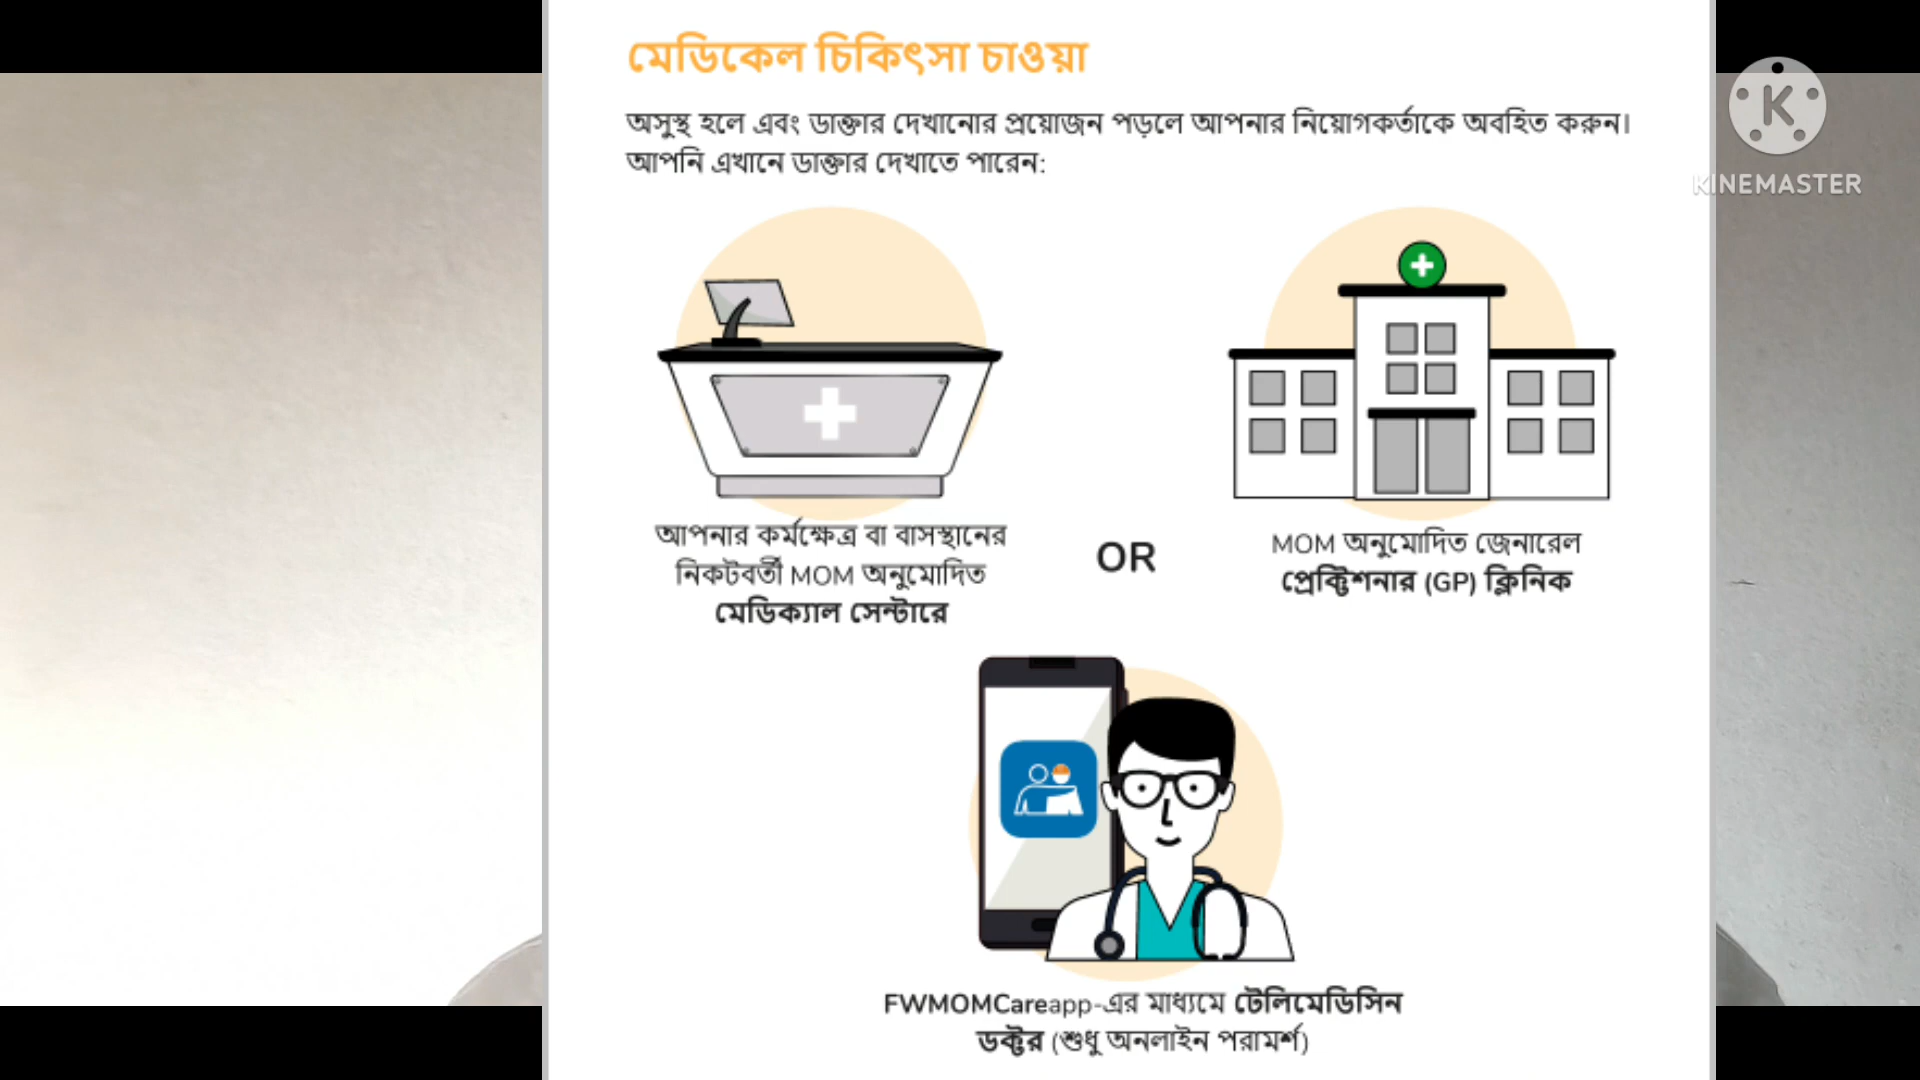 মেডিকেল চিকিৎসা চাওয়া
অসুস্থ হলে এবং ডাক্তার দেখানোর প্রয়োজন পড়লে আপনার নিয়োগকর্তাকে অবহিত করুন।
আপনি এখানে ডাক্তার দেখাতে পারেন:
K
KINEMASTER
আপনার কর্মক্ষেত্র বা বাসস্থানের
নিকটবর্তী MOM অনুমোদিত
মেডিক্যাল সেন্টারে
OR
MOM অনুমোদিত জেনারেল
প্রেক্টিশনার (GP) ক্লিনিক
FWMOMCareapp-এর মাধ্যমে টেলিমেডিসিন
ডক্টর (শুধু অনলাইন পরামর্শ)